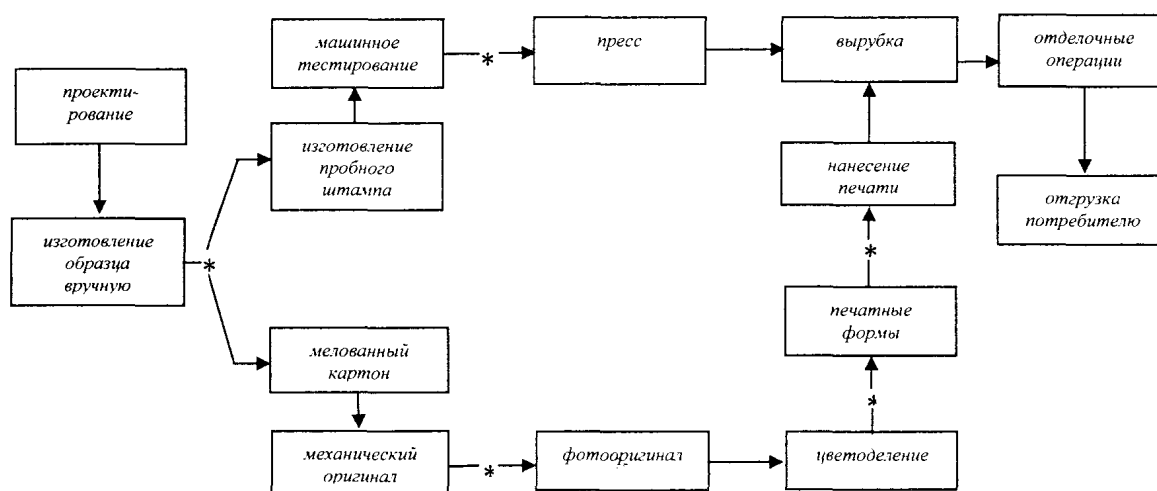 проекти-
рование
изготовление
образца
вручную
*
машинное
тестирование
*
изготовление
пробного
штампа
пресс
вырубка
отделочные
операции
отгрузка
потребителю
нанесение
печати
*
печатные
формы
*
мелованный
картон
механический
оригинал
*
фотооригинал
цветоделение